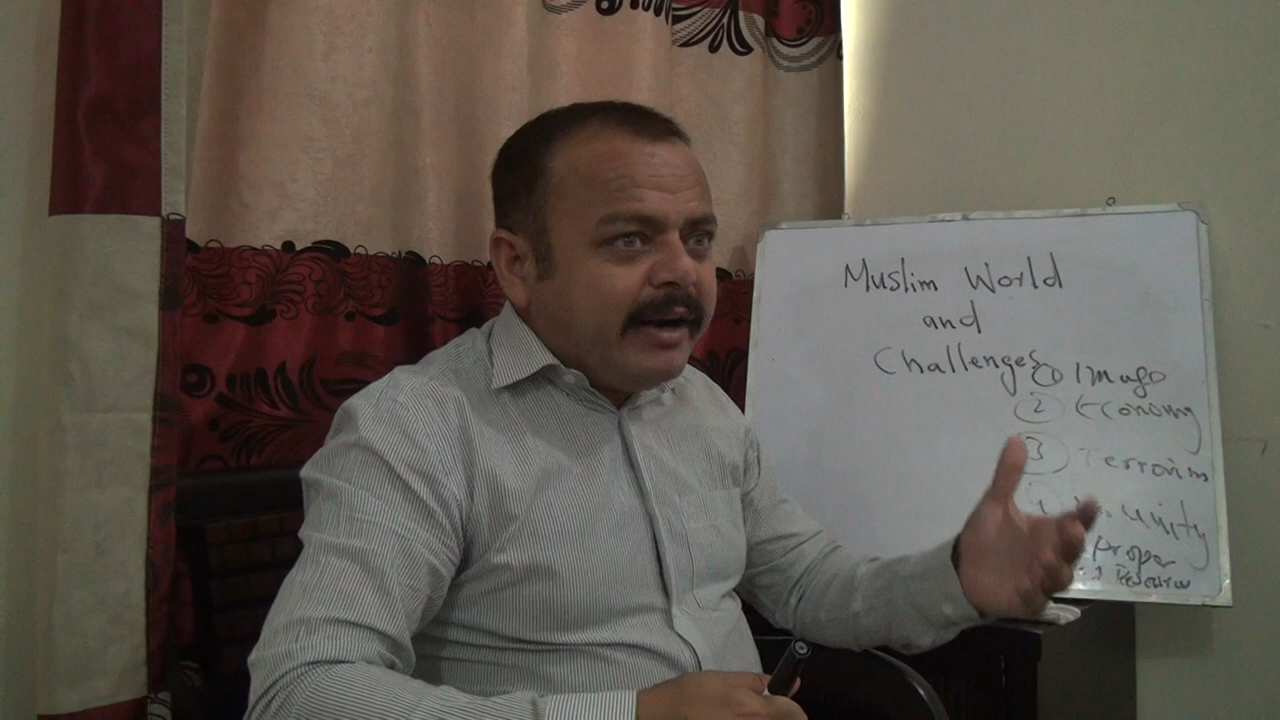 Muslim World
and
Challenges
① Image
② Economy
③ Terrorism
unity
proper